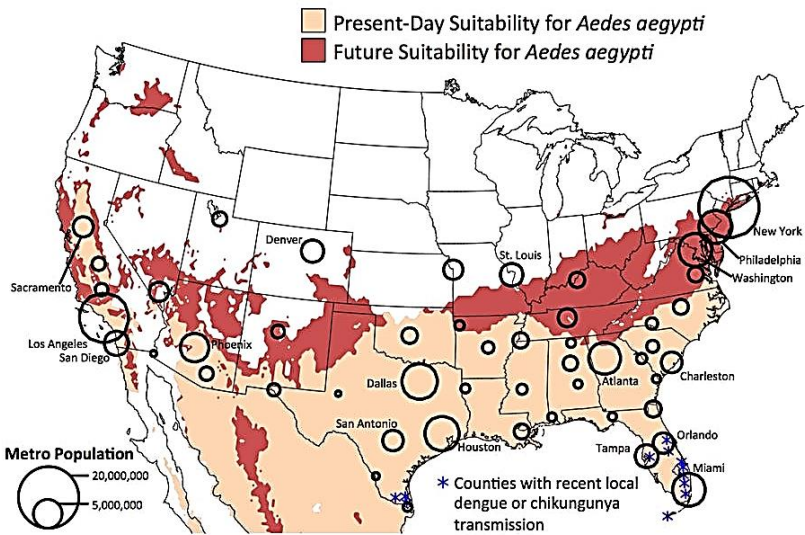 Present-Day Suitability for Aedes aegypti
Future Suitability for Aedes aegypti
Denver
St. Louis
New York
Philadelphia
Washington
Sacramento
Los Angeles
San Diego
Phoenix
Dallas
Atlanta
Charleston
San Antonio
Houston
Tampa
Orlando
Miami
Metro Population
20,000,000
5,000,000
* Counties with recent local
dengue or chikungunya
transmission